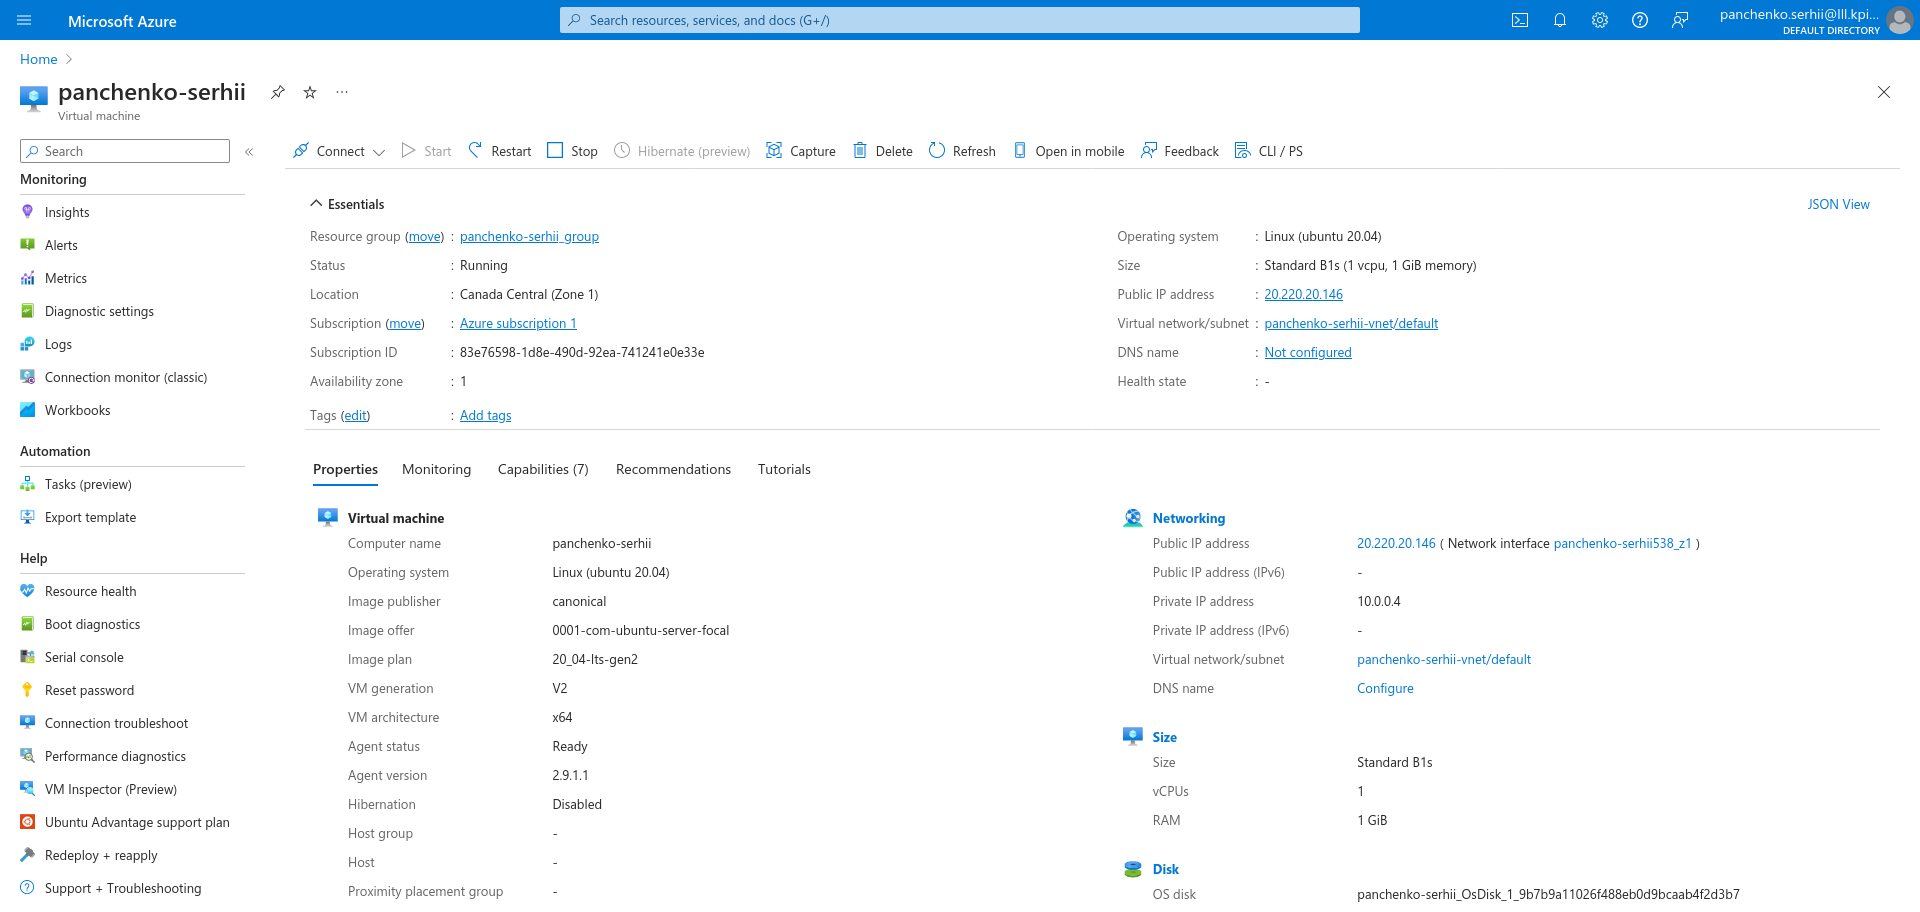 Microsoft Azure
Search resources, services, and docs (G+/)
panchenko.serhii@lll.kpi...
DEFAULT DIRECTORY
Home
panchenko-serhii
Virtual machine
Search
Monitoring
Insights
Alerts
Metrics
Diagnostic settings
Logs
Connection monitor (classic)
Workbooks
Automation
Tasks (preview)
Export template
Help
Resource health
Boot diagnostics
Serial console
Reset password
Connection troubleshoot
Performance diagnostics
VM Inspector (Preview)
Ubuntu Advantage support plan
Redeploy + reapply
Support + Troubleshooting
Connect Start Restart Stop Hibernate (preview) Capture Delete Refresh Open in mobile Feedback CLI / PS
Essentials
JSON View
Resource group (move) : panchenko-serhii_group
Status : Running
Location : Canada Central (Zone 1)
Subscription (move) : Azure subscription 1
Subscription ID : 83e76598-1d8e-490d-92ea-741241e0e33e
Availability zone : 1
Tags (edit) : Add tags
Operating system : Linux (ubuntu 20.04)
Size : Standard B1s (1 vcpu, 1 GiB memory)
Public IP address : 20.220.20.146
Virtual network/subnet : panchenko-serhii-vnet/default
DNS name : Not configured
Health state : -
Properties Monitoring Capabilities (7) Recommendations Tutorials
Virtual machine
Computer name panchenko-serhii
Operating system Linux (ubuntu 20.04)
Image publisher canonical
Image offer 0001-com-ubuntu-server-focal
Image plan 20_04-lts-gen2
VM generation V2
VM architecture x64
Agent status Ready
Agent version 2.9.1.1
Hibernation Disabled
Host group -
Host -
Proximity placement group -
Networking
Public IP address 20.220.20.146 ( Network interface panchenko-serhii538_z1 )
Public IP address (IPv6) -
Private IP address 10.0.0.4
Private IP address (IPv6) -
Virtual network/subnet panchenko-serhii-vnet/default
DNS name Configure
Size
Size Standard B1s
vCPUs 1
RAM 1 GiB
Disk
OS disk panchenko-serhii_OsDisk_1_9b7b9a11026f488eb0d9bcaab4f2d3b7